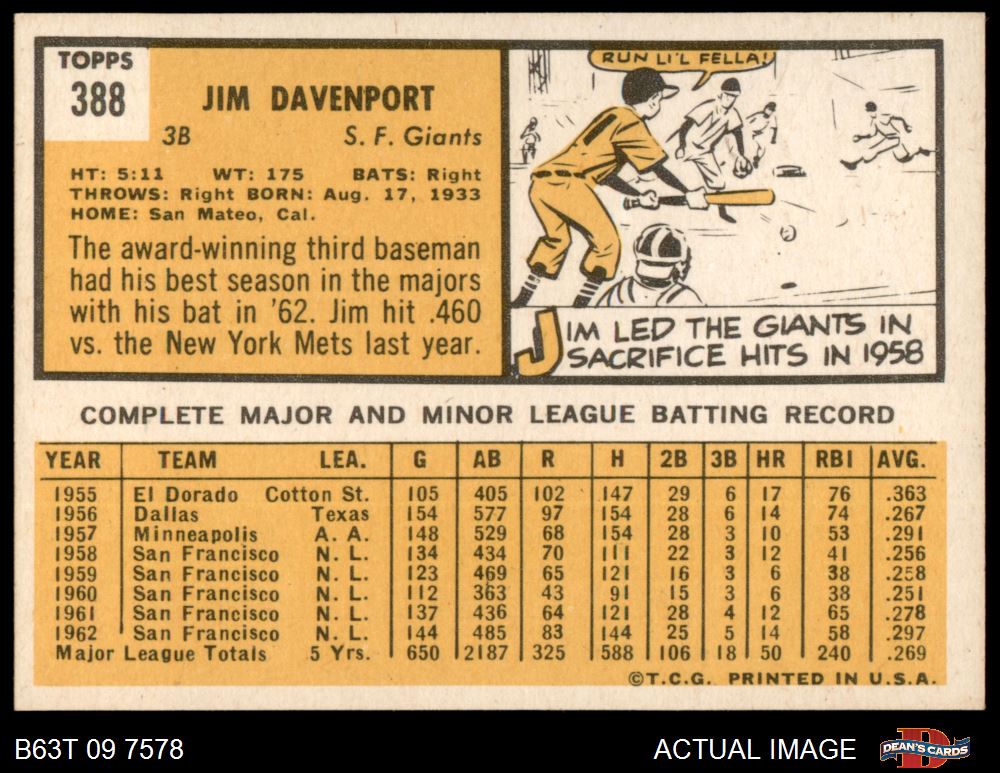 TOPPS
388
JIM DAVENPORT
3B S. F. Giants
HT: 5:11 WT: 175 BATS: Right
THROWS: Right BORN: Aug. 17, 1933
HOME: San Mateo, Cal.
The award-winning third baseman
had his best season in the majors
with his bat in '62. Jim hit .460
vs. the New York Mets last year.
RUN LI'L FELLA!
JIM LED THE GIANTS IN
SACRIFICE HITS IN 1958
COMPLETE MAJOR AND MINOR LEAGUE BATTING RECORD
YEAR TEAM LEA. G AB R H 2B 3B HR RBI AVG.
1955 El Dorado Cotton St. 105 405 102 147 29 6 17 76 .363
1956 Dallas Texas 154 577 97 154 28 6 14 74 .267
1957 Minneapolis A. A. 148 529 68 154 28 3 10 53 .291
1958 San Francisco N. L. 134 434 70 111 22 3 12 41 .256
1959 San Francisco N. L. 123 469 65 121 16 3 6 38 .258
1960 San Francisco N. L. 112 363 43 91 15 3 6 38 .251
1961 San Francisco N. L. 137 436 64 121 28 4 12 65 .278
1962 San Francisco N. L. 144 485 83 144 25 5 14 58 .297
Major League Totals 5 Yrs. 650 2187 325 588 106 18 50 240 .269
©T.C.G. PRINTED IN U.S.A.
B63T 09 7578 ACTUAL IMAGE DEAN'S CARDS